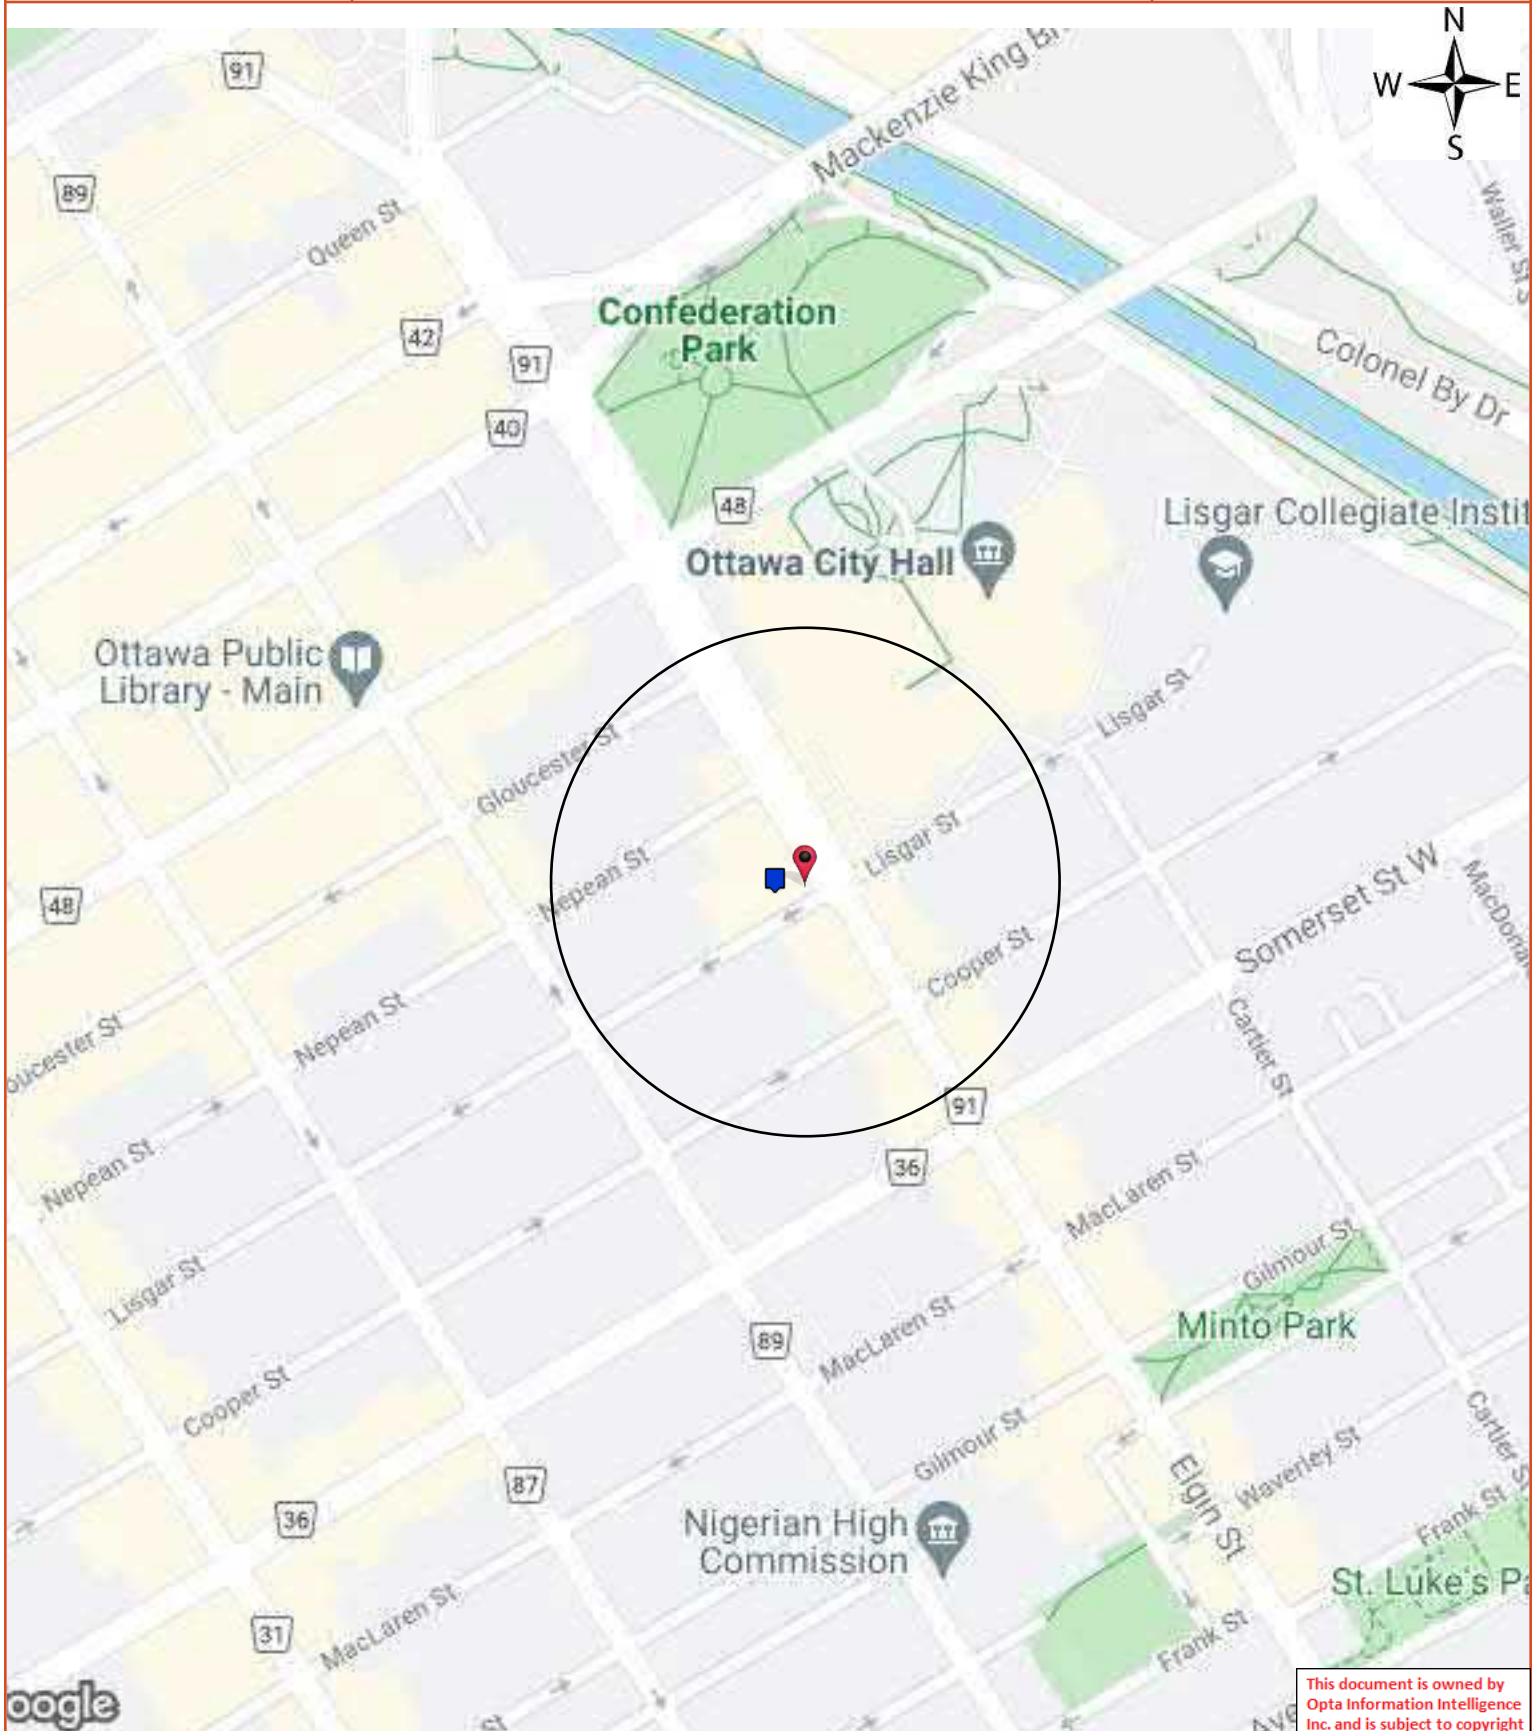 N
W E
S
91
Mackenzie King Br
89
Queen St
Waller St
Confederation
Park
42
91
Colonel By Dr
40
48
Lisgar Collegiate Instit
Ottawa City Hall
Ottawa Public
Library - Main
Lisgar St
Gloucester St
Lisgar St
Nepean St
48
Somerset St W
MacDona
Cooper St
Nepean St
Cartier St
oucester St
91
Nepean St
36
MacLaren St
Gilmour St
Lisgar St
Minto Park
89
MacLaren St
Cooper St
Cartier S
Gilmour St
Waverley St
Elgin St
87
36
Nigerian High
Commission
Frank St
St. Luke's Pa
31
MacLaren St
Frank St
oogle
St
Ave
This document is owned by
Opta Information Intelligence
Inc. and is subject to copyright